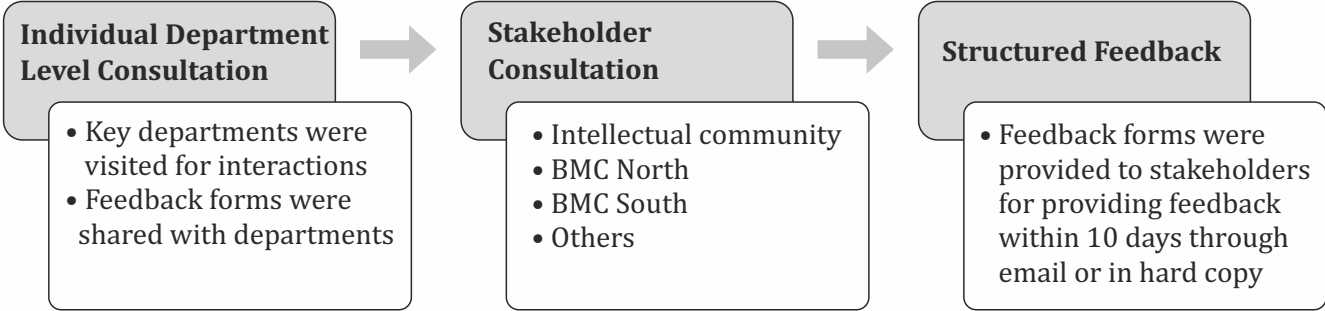 Individual Department
Level Consultation
• Key departments were
visited for interactions
• Feedback forms were
shared with departments
Stakeholder
Consultation
• Intellectual community
• BMC North
• BMC South
• Others
Structured Feedback
• Feedback forms were
provided to stakeholders
for providing feedback
within 10 days through
email or in hard copy